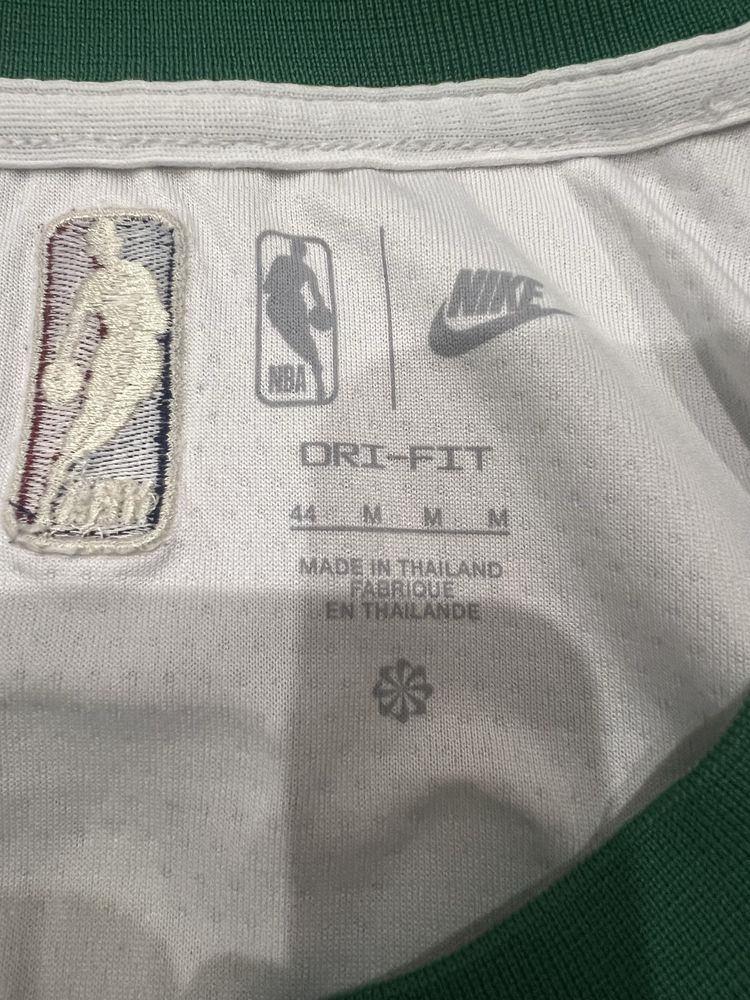 NBA
NIKE
DRI-FIT
44 M M M
MADE IN THAILAND
FABRIQUE
EN THAILANDE